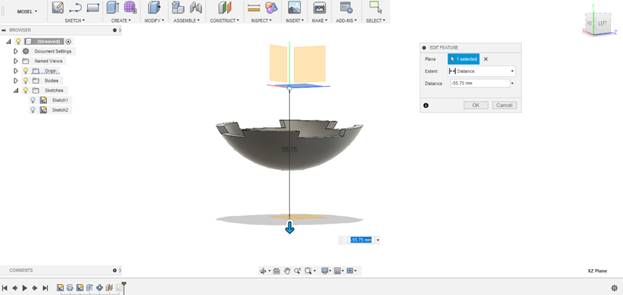 MODEL
SKETCH
CREATE
MODIFY
ASSEMBLE
CONSTRUCT
INSPECT
INSERT
MAKE
ADD-INS
SELECT
BROWSER
Document Settings
Named Views
Origin
Bodies
Sketches
Sketch1
Sketch2
EDIT FEATURE
Plane 1 selected
Extent Distance
Distance -55.75 mm
OK Cancel
LEFT
Z
55.75
-55.75 mm
COMMENTS
XZ Plane